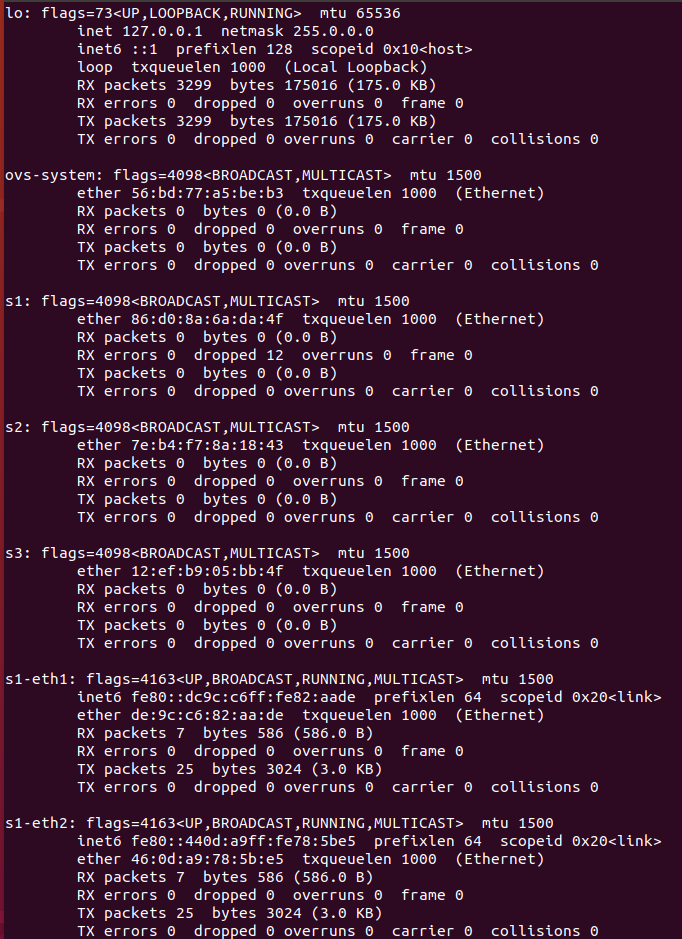 lo: flags=73<UP,LOOPBACK,RUNNING>  mtu 65536
        inet 127.0.0.1  netmask 255.0.0.0
        inet6 ::1  prefixlen 128  scopeid 0x10<host>
        loop  txqueuelen 1000  (Local Loopback)
        RX packets 3299  bytes 175016 (175.0 KB)
        RX errors 0  dropped 0  overruns 0  frame 0
        TX packets 3299  bytes 175016 (175.0 KB)
        TX errors 0  dropped 0 overruns 0  carrier 0  collisions 0

ovs-system: flags=4098<BROADCAST,MULTICAST>  mtu 1500
        ether 56:bd:77:a5:be:b3  txqueuelen 1000  (Ethernet)
        RX packets 0  bytes 0 (0.0 B)
        RX errors 0  dropped 0  overruns 0  frame 0
        TX packets 0  bytes 0 (0.0 B)
        TX errors 0  dropped 0 overruns 0  carrier 0  collisions 0

s1: flags=4098<BROADCAST,MULTICAST>  mtu 1500
        ether 86:d0:8a:6a:da:4f  txqueuelen 1000  (Ethernet)
        RX packets 0  bytes 0 (0.0 B)
        RX errors 0  dropped 12  overruns 0  frame 0
        TX packets 0  bytes 0 (0.0 B)
        TX errors 0  dropped 0 overruns 0  carrier 0  collisions 0

s2: flags=4098<BROADCAST,MULTICAST>  mtu 1500
        ether 7e:b4:f7:8a:18:43  txqueuelen 1000  (Ethernet)
        RX packets 0  bytes 0 (0.0 B)
        RX errors 0  dropped 0  overruns 0  frame 0
        TX packets 0  bytes 0 (0.0 B)
        TX errors 0  dropped 0 overruns 0  carrier 0  collisions 0

s3: flags=4098<BROADCAST,MULTICAST>  mtu 1500
        ether 12:ef:b9:05:bb:4f  txqueuelen 1000  (Ethernet)
        RX packets 0  bytes 0 (0.0 B)
        RX errors 0  dropped 0  overruns 0  frame 0
        TX packets 0  bytes 0 (0.0 B)
        TX errors 0  dropped 0 overruns 0  carrier 0  collisions 0

s1-eth1: flags=4163<UP,BROADCAST,RUNNING,MULTICAST>  mtu 1500
        inet6 fe80::dc9c:c6ff:fe82:aade  prefixlen 64  scopeid 0x20<link>
        ether de:9c:c6:82:aa:de  txqueuelen 1000  (Ethernet)
        RX packets 7  bytes 586 (586.0 B)
        RX errors 0  dropped 0  overruns 0  frame 0
        TX packets 25  bytes 3024 (3.0 KB)
        TX errors 0  dropped 0 overruns 0  carrier 0  collisions 0

s1-eth2: flags=4163<UP,BROADCAST,RUNNING,MULTICAST>  mtu 1500
        inet6 fe80::440d:a9ff:fe78:5be5  prefixlen 64  scopeid 0x20<link>
        ether 46:0d:a9:78:5b:e5  txqueuelen 1000  (Ethernet)
        RX packets 7  bytes 586 (586.0 B)
        RX errors 0  dropped 0  overruns 0  frame 0
        TX packets 25  bytes 3024 (3.0 KB)
        TX errors 0  dropped 0 overruns 0  carrier 0  collisions 0